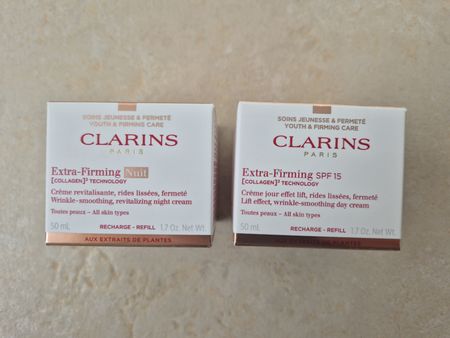 SOINS JEUNESSE & FERMETÉ
YOUTH & FIRMING CARE
CLARINS
PARIS
Extra-Firming Nuit
[COLLAGEN]³ TECHNOLOGY
Crème revitalisante, rides lissées, fermeté
Wrinkle-smoothing, revitalizing night cream
Toutes peaux – All skin types
50 mL RECHARGE - REFILL 1.7 Oz. Net Wt.
AUX EXTRAITS DE PLANTES
SOINS JEUNESSE & FERMETÉ
YOUTH & FIRMING CARE
CLARINS
PARIS
Extra-Firming SPF 15
[COLLAGEN]³ TECHNOLOGY
Crème jour effet lift, rides lissées, fermeté
Lift effect, wrinkle-smoothing day cream
Toutes peaux – All skin types
50 mL RECHARGE - REFILL 1.7 Oz. Net Wt.
AUX EXTRAITS DE PLANTES